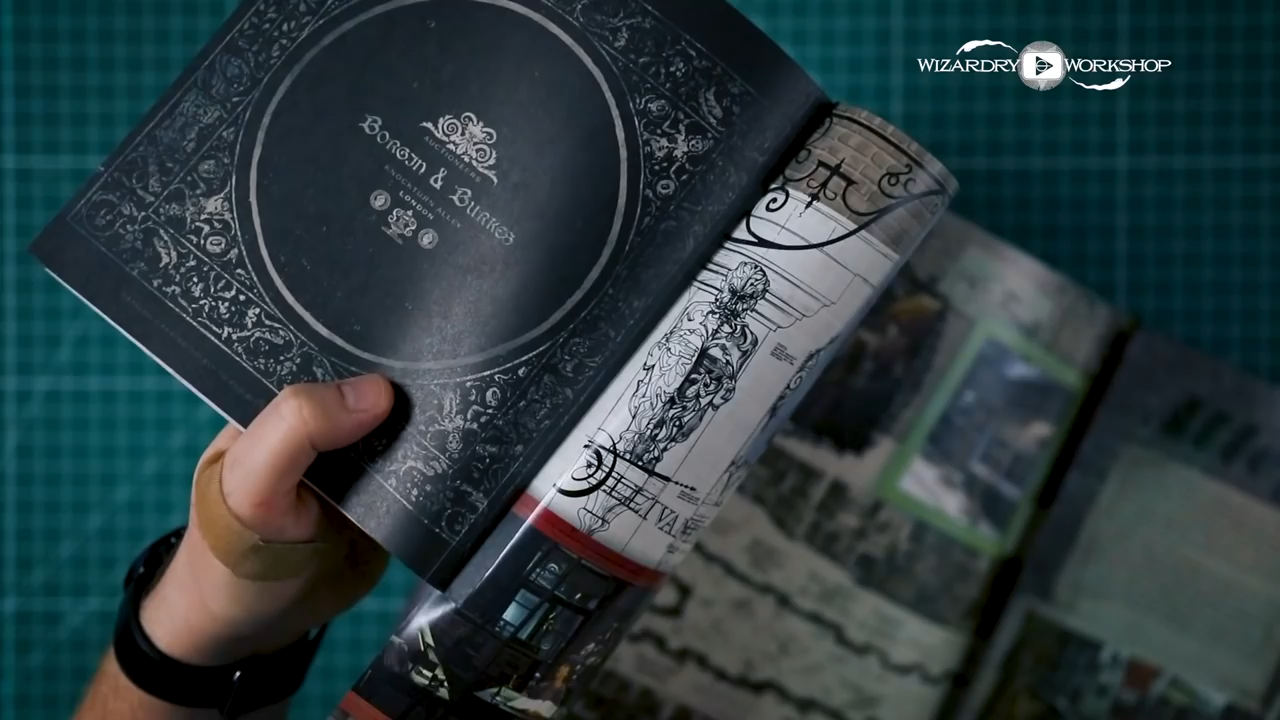 WIZARDRY WORKSHOP
AUCTIONEERS
BORGIN & BURKES
KNOCKTURN ALLEY
LONDON